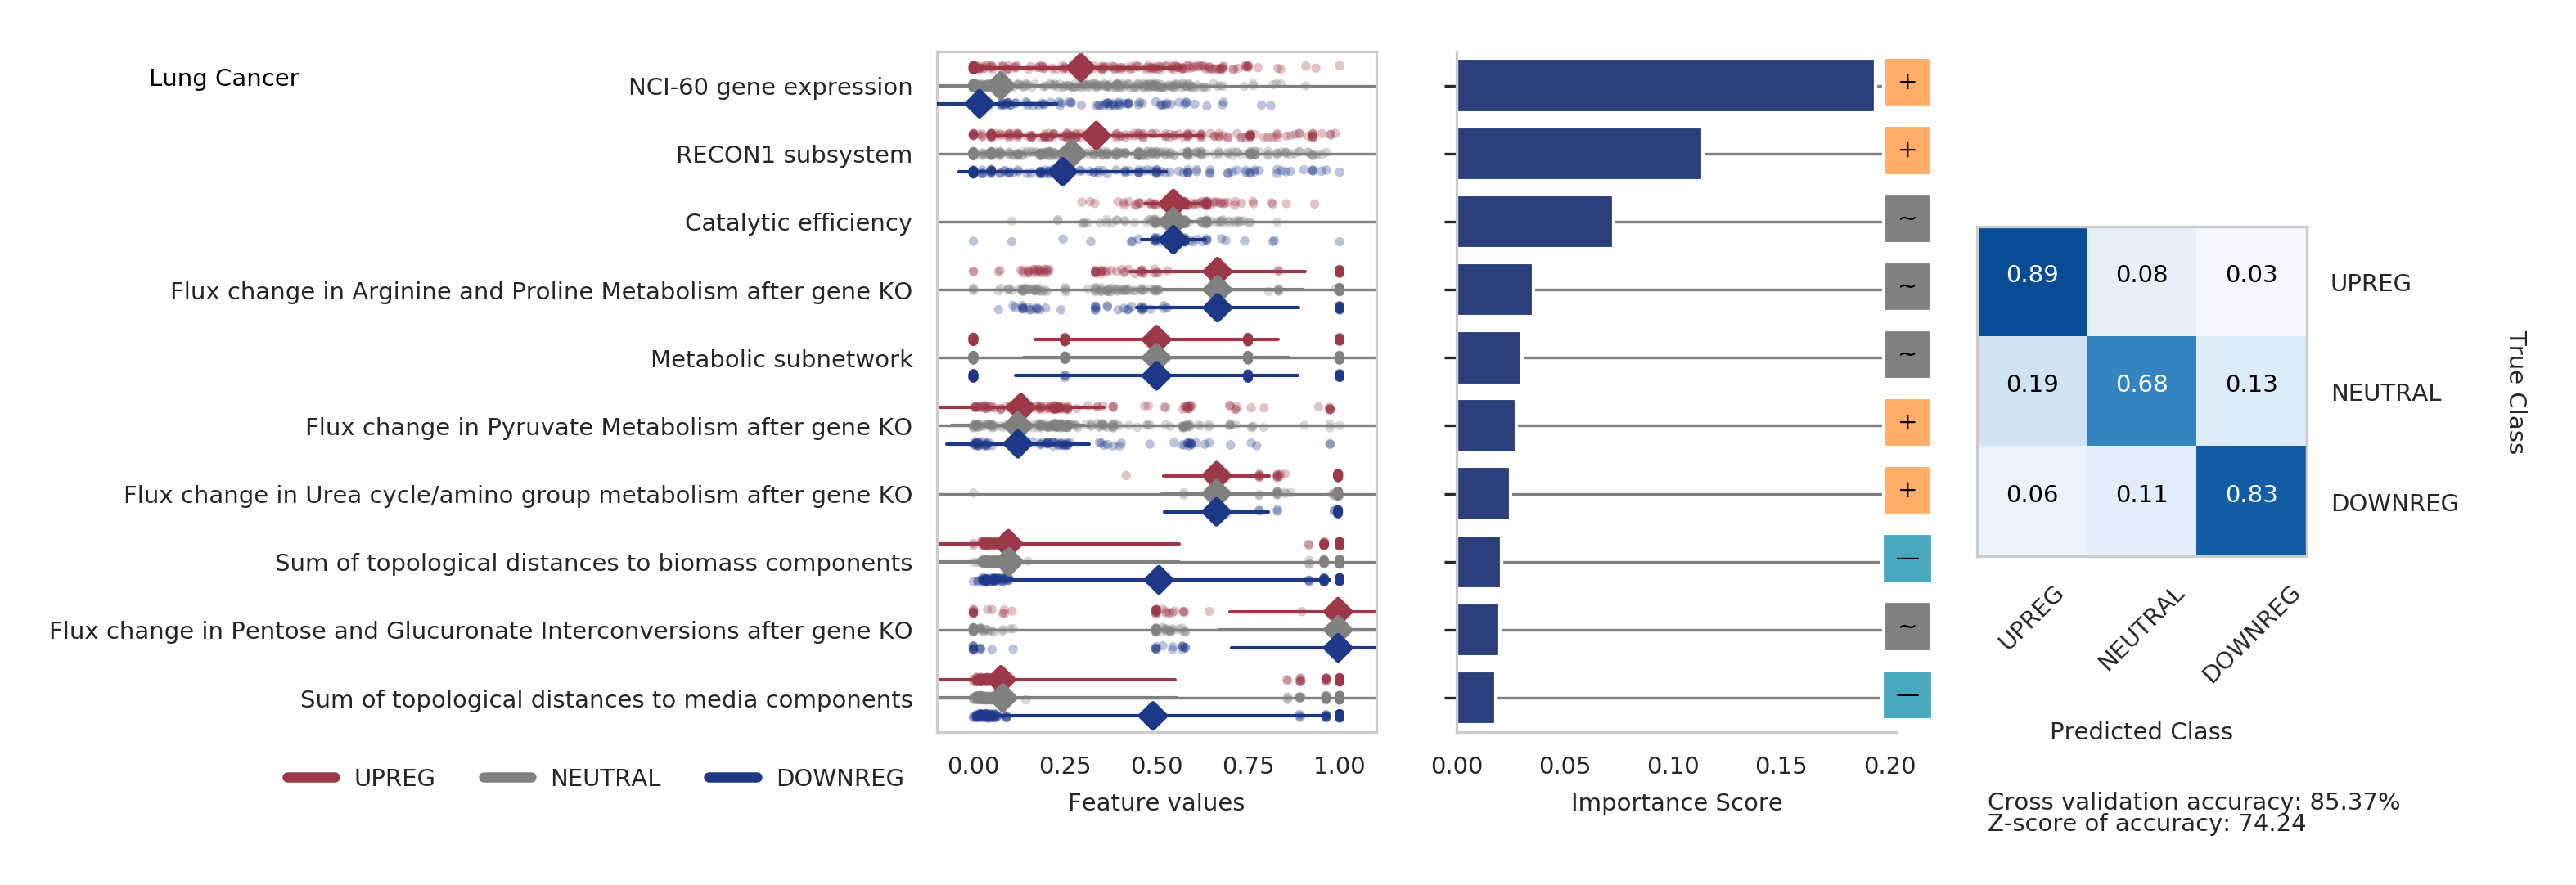 Lung Cancer
NCI-60 gene expression
RECON1 subsystem
Catalytic efficiency
Flux change in Arginine and Proline Metabolism after gene KO
Metabolic subnetwork
Flux change in Pyruvate Metabolism after gene KO
Flux change in Urea cycle/amino group metabolism after gene KO
Sum of topological distances to biomass components
Flux change in Pentose and Glucuronate Interconversions after gene KO
Sum of topological distances to media components
UPREG NEUTRAL DOWNREG
0.00 0.25 0.50 0.75 1.00
Feature values
+
+
~
~
~
+
+
—
~
—
0.00 0.05 0.10 0.15 0.20
Importance Score
0.89 0.08 0.03 UPREG
0.19 0.68 0.13 NEUTRAL
0.06 0.11 0.83 DOWNREG
True Class
UPREG NEUTRAL DOWNREG
Predicted Class
Cross validation accuracy: 85.37%
Z-score of accuracy: 74.24